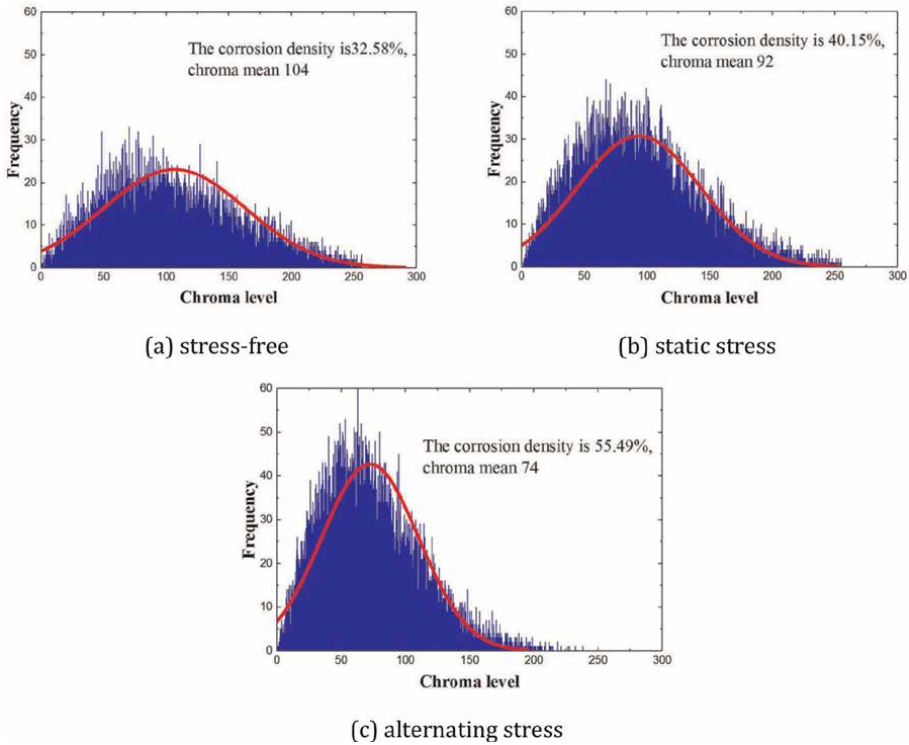 60
50
40
30
20
10
0
Frequency
The corrosion density is32.58%,
chroma mean 104
0 50 100 150 200 250 300
Chroma level
(a) stress-free
60
50
40
30
20
10
0
Frequency
The corrosion density is 40.15%,
chroma mean 92
0 50 100 150 200 250 300
Chroma level
(b) static stress
60
50
40
30
20
10
0
Frequency
The corrosion density is 55.49%,
chroma mean 74
0 50 100 150 200 250 300
Chroma level
(c) alternating stress